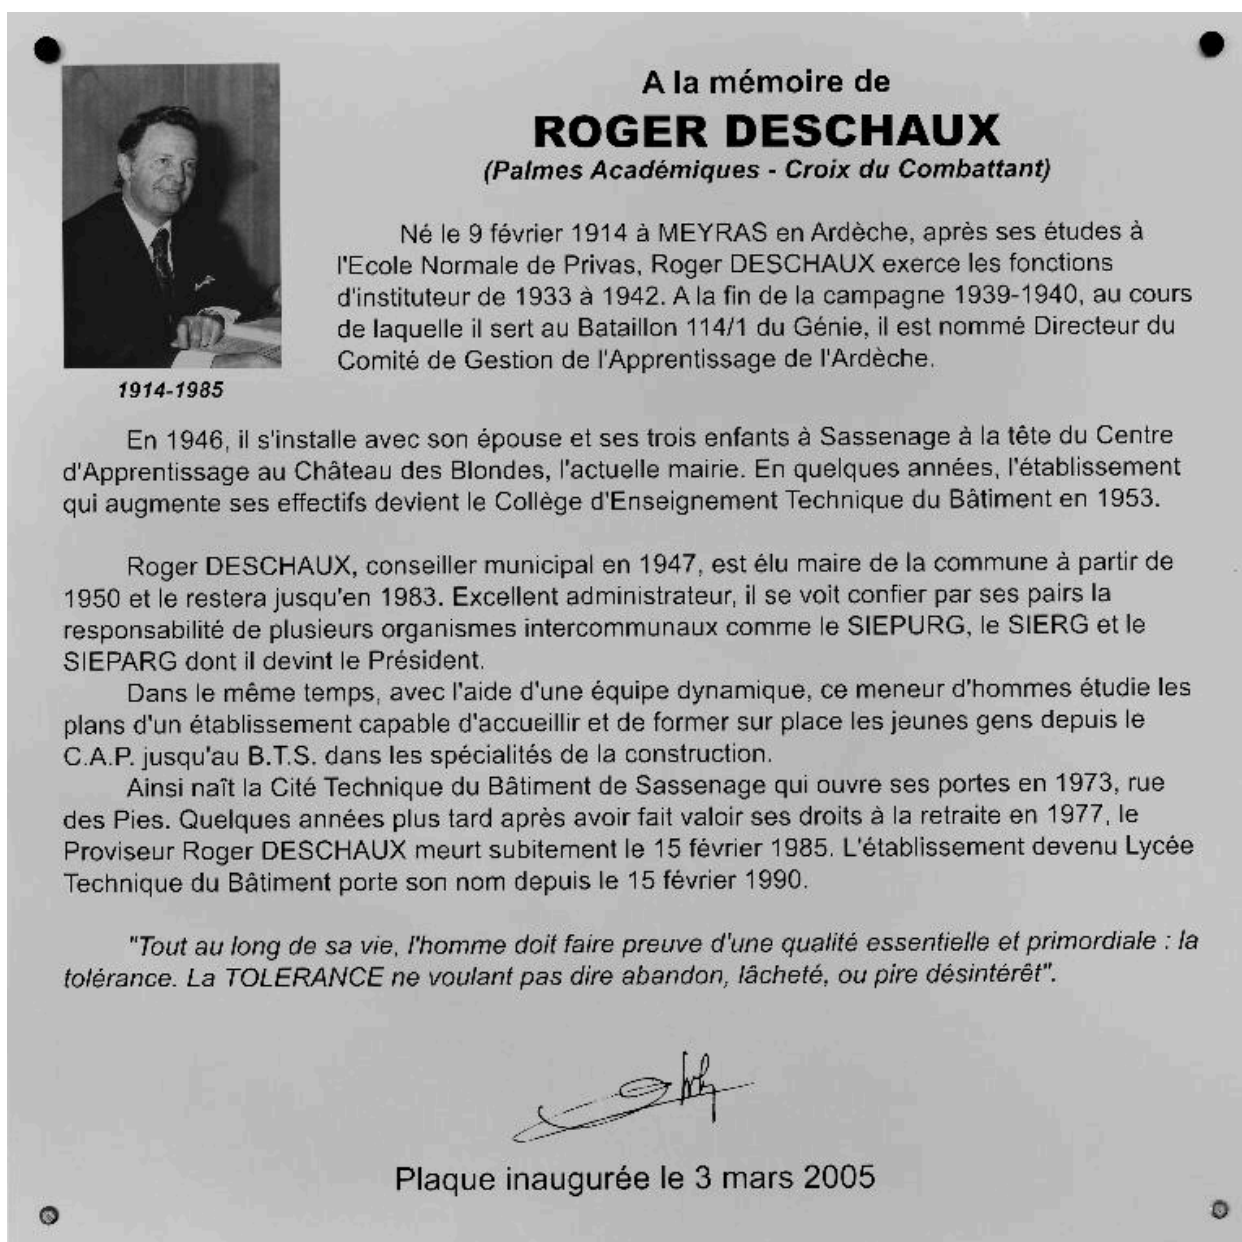 A la mémoire de
ROGER DESCHAUX
(Palmes Académiques - Croix du Combattant)
Né le 9 février 1914 à MEYRAS en Ardèche, après ses études à
l'Ecole Normale de Privas, Roger DESCHAUX exerce les fonctions
d'instituteur de 1933 à 1942. A la fin de la campagne 1939-1940, au cours
de laquelle il sert au Bataillon 114/1 du Génie, il est nommé Directeur du
Comité de Gestion de l'Apprentissage de l'Ardèche.
1914-1985
En 1946, il s'installe avec son épouse et ses trois enfants à Sassenage à la tête du Centre
d'Apprentissage au Château des Blondes, l'actuelle mairie. En quelques années, l'établissement
qui augmente ses effectifs devient le Collège d'Enseignement Technique du Bâtiment en 1953.
Roger DESCHAUX, conseiller municipal en 1947, est élu maire de la commune à partir de
1950 et le restera jusqu'en 1983. Excellent administrateur, il se voit confier par ses pairs la
responsabilité de plusieurs organismes intercommunaux comme le SIEPURG, le SIERG et le
SIEPARG dont il devint le Président.
Dans le même temps, avec l'aide d'une équipe dynamique, ce meneur d'hommes étudie les
plans d'un établissement capable d'accueillir et de former sur place les jeunes gens depuis le
C.A.P. jusqu'au B.T.S. dans les spécialités de la construction.
Ainsi naît la Cité Technique du Bâtiment de Sassenage qui ouvre ses portes en 1973, rue
des Pies. Quelques années plus tard après avoir fait valoir ses droits à la retraite en 1977, le
Proviseur Roger DESCHAUX meurt subitement le 15 février 1985. L'établissement devenu Lycée
Technique du Bâtiment porte son nom depuis le 15 février 1990.
"Tout au long de sa vie, l'homme doit faire preuve d'une qualité essentielle et primordiale : la
tolérance. La TOLERANCE ne voulant pas dire abandon, lâcheté, ou pire désintérêt".
Plaque inaugurée le 3 mars 2005